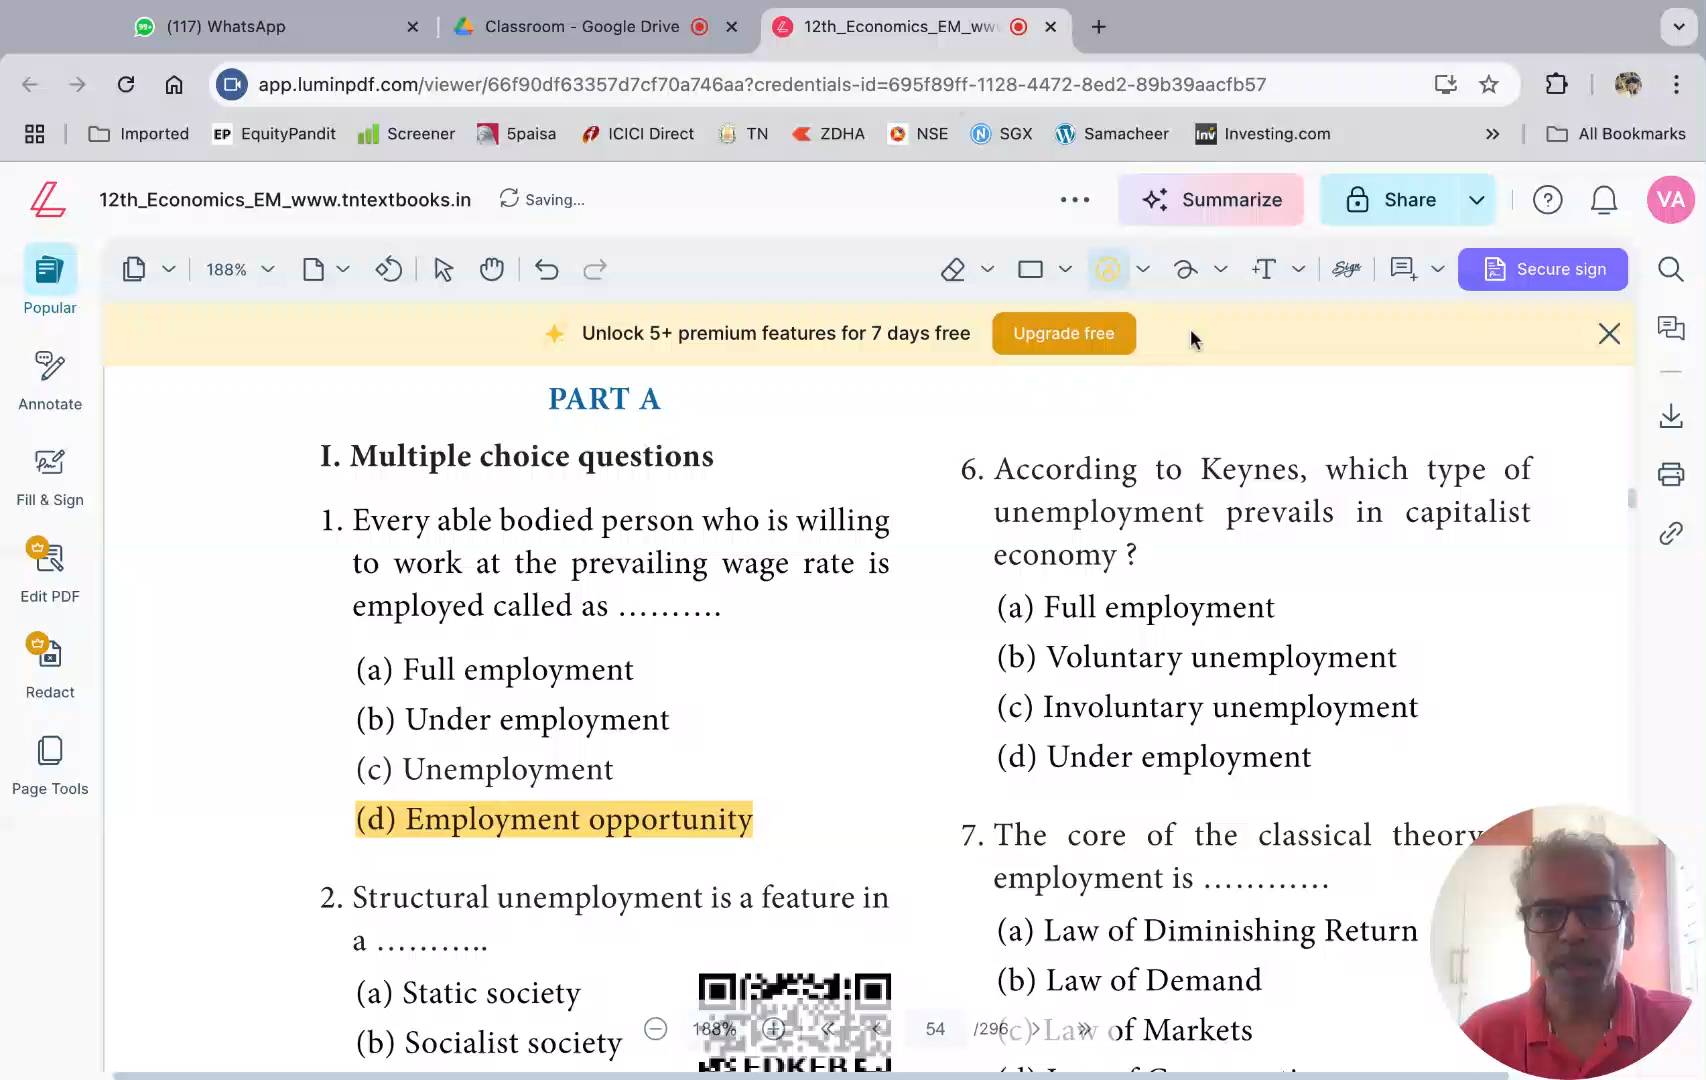 (117) WhatsApp
Classroom - Google Drive
12th_Economics_EM_www
app.luminpdf.com/viewer/66f90df63357d7cf70a746aa?credentials-id=695f89ff-1128-4472-8ed2-89b39aacfb57
Imported
EP EquityPandit
Screener
5paisa
ICICI Direct
TN
ZDHA
NSE
N SGX
Samacheer
Inv Investing.com
All Bookmarks
12th_Economics_EM_www.tntextbooks.in
Saving...
Summarize
Share
VA
188%
T
Sign
Secure sign
Popular
Annotate
Fill & Sign
Edit PDF
Redact
Page Tools
Unlock 5+ premium features for 7 days free
Upgrade free
PART A
I. Multiple choice questions
1. Every able bodied person who is willing
to work at the prevailing wage rate is
employed called as ..........
(a) Full employment
(b) Under employment
(c) Unemployment
(d) Employment opportunity
2. Structural unemployment is a feature in
a ...........
(a) Static society
(b) Socialist society
6. According to Keynes, which type of
unemployment prevails in capitalist
economy ?
(a) Full employment
(b) Voluntary unemployment
(c) Involuntary unemployment
(d) Under employment
7. The core of the classical theory
employment is ............
(a) Law of Diminishing Return
(b) Law of Demand
(c) Law of Markets
188%
54 /296